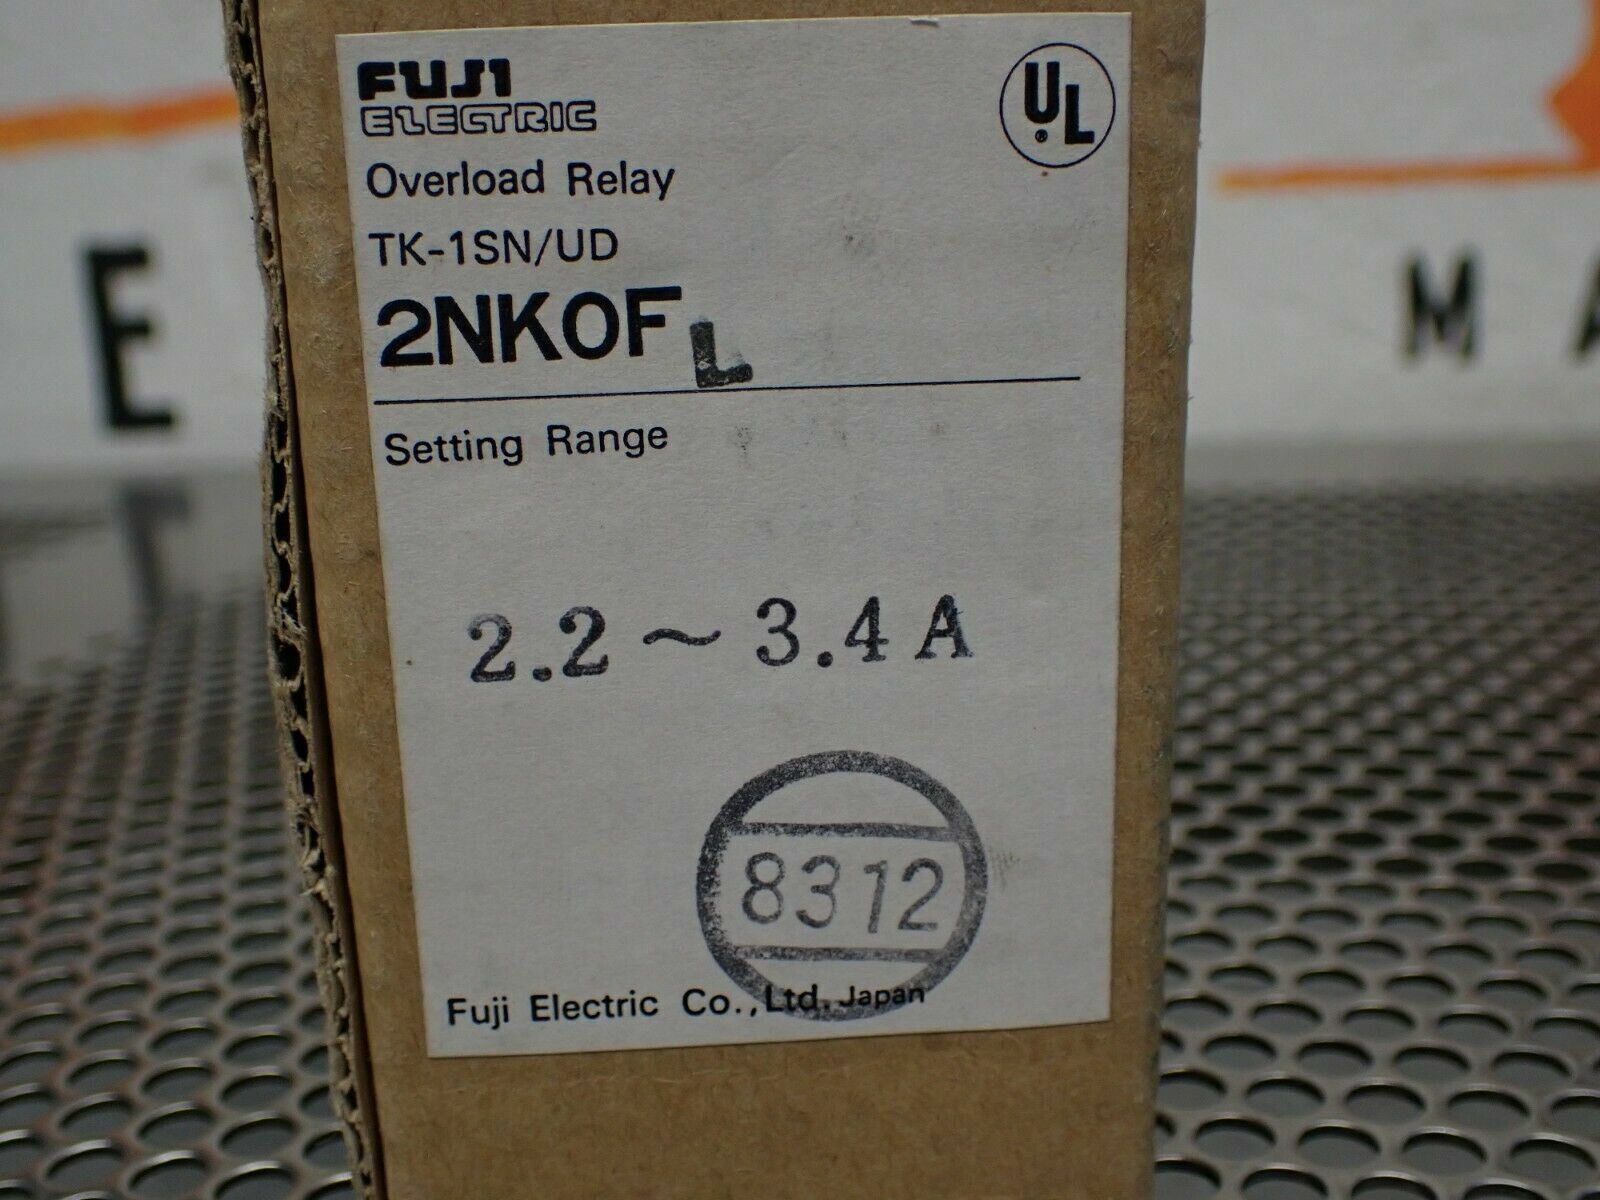 FUJI
ELECTRIC
UL
®
Overload Relay
TK-1SN/UD
2NK0F L
Setting Range
2.2 ~ 3.4 A
8312
Fuji Electric Co., Ltd. Japan
E
M A